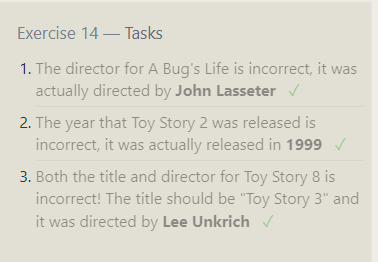 Exercise 14 — Tasks
1. The director for A Bug's Life is incorrect, it was
actually directed by John Lasseter ✓
2. The year that Toy Story 2 was released is
incorrect, it was actually released in 1999 ✓
3. Both the title and director for Toy Story 8 is
incorrect! The title should be "Toy Story 3" and
it was directed by Lee Unkrich ✓